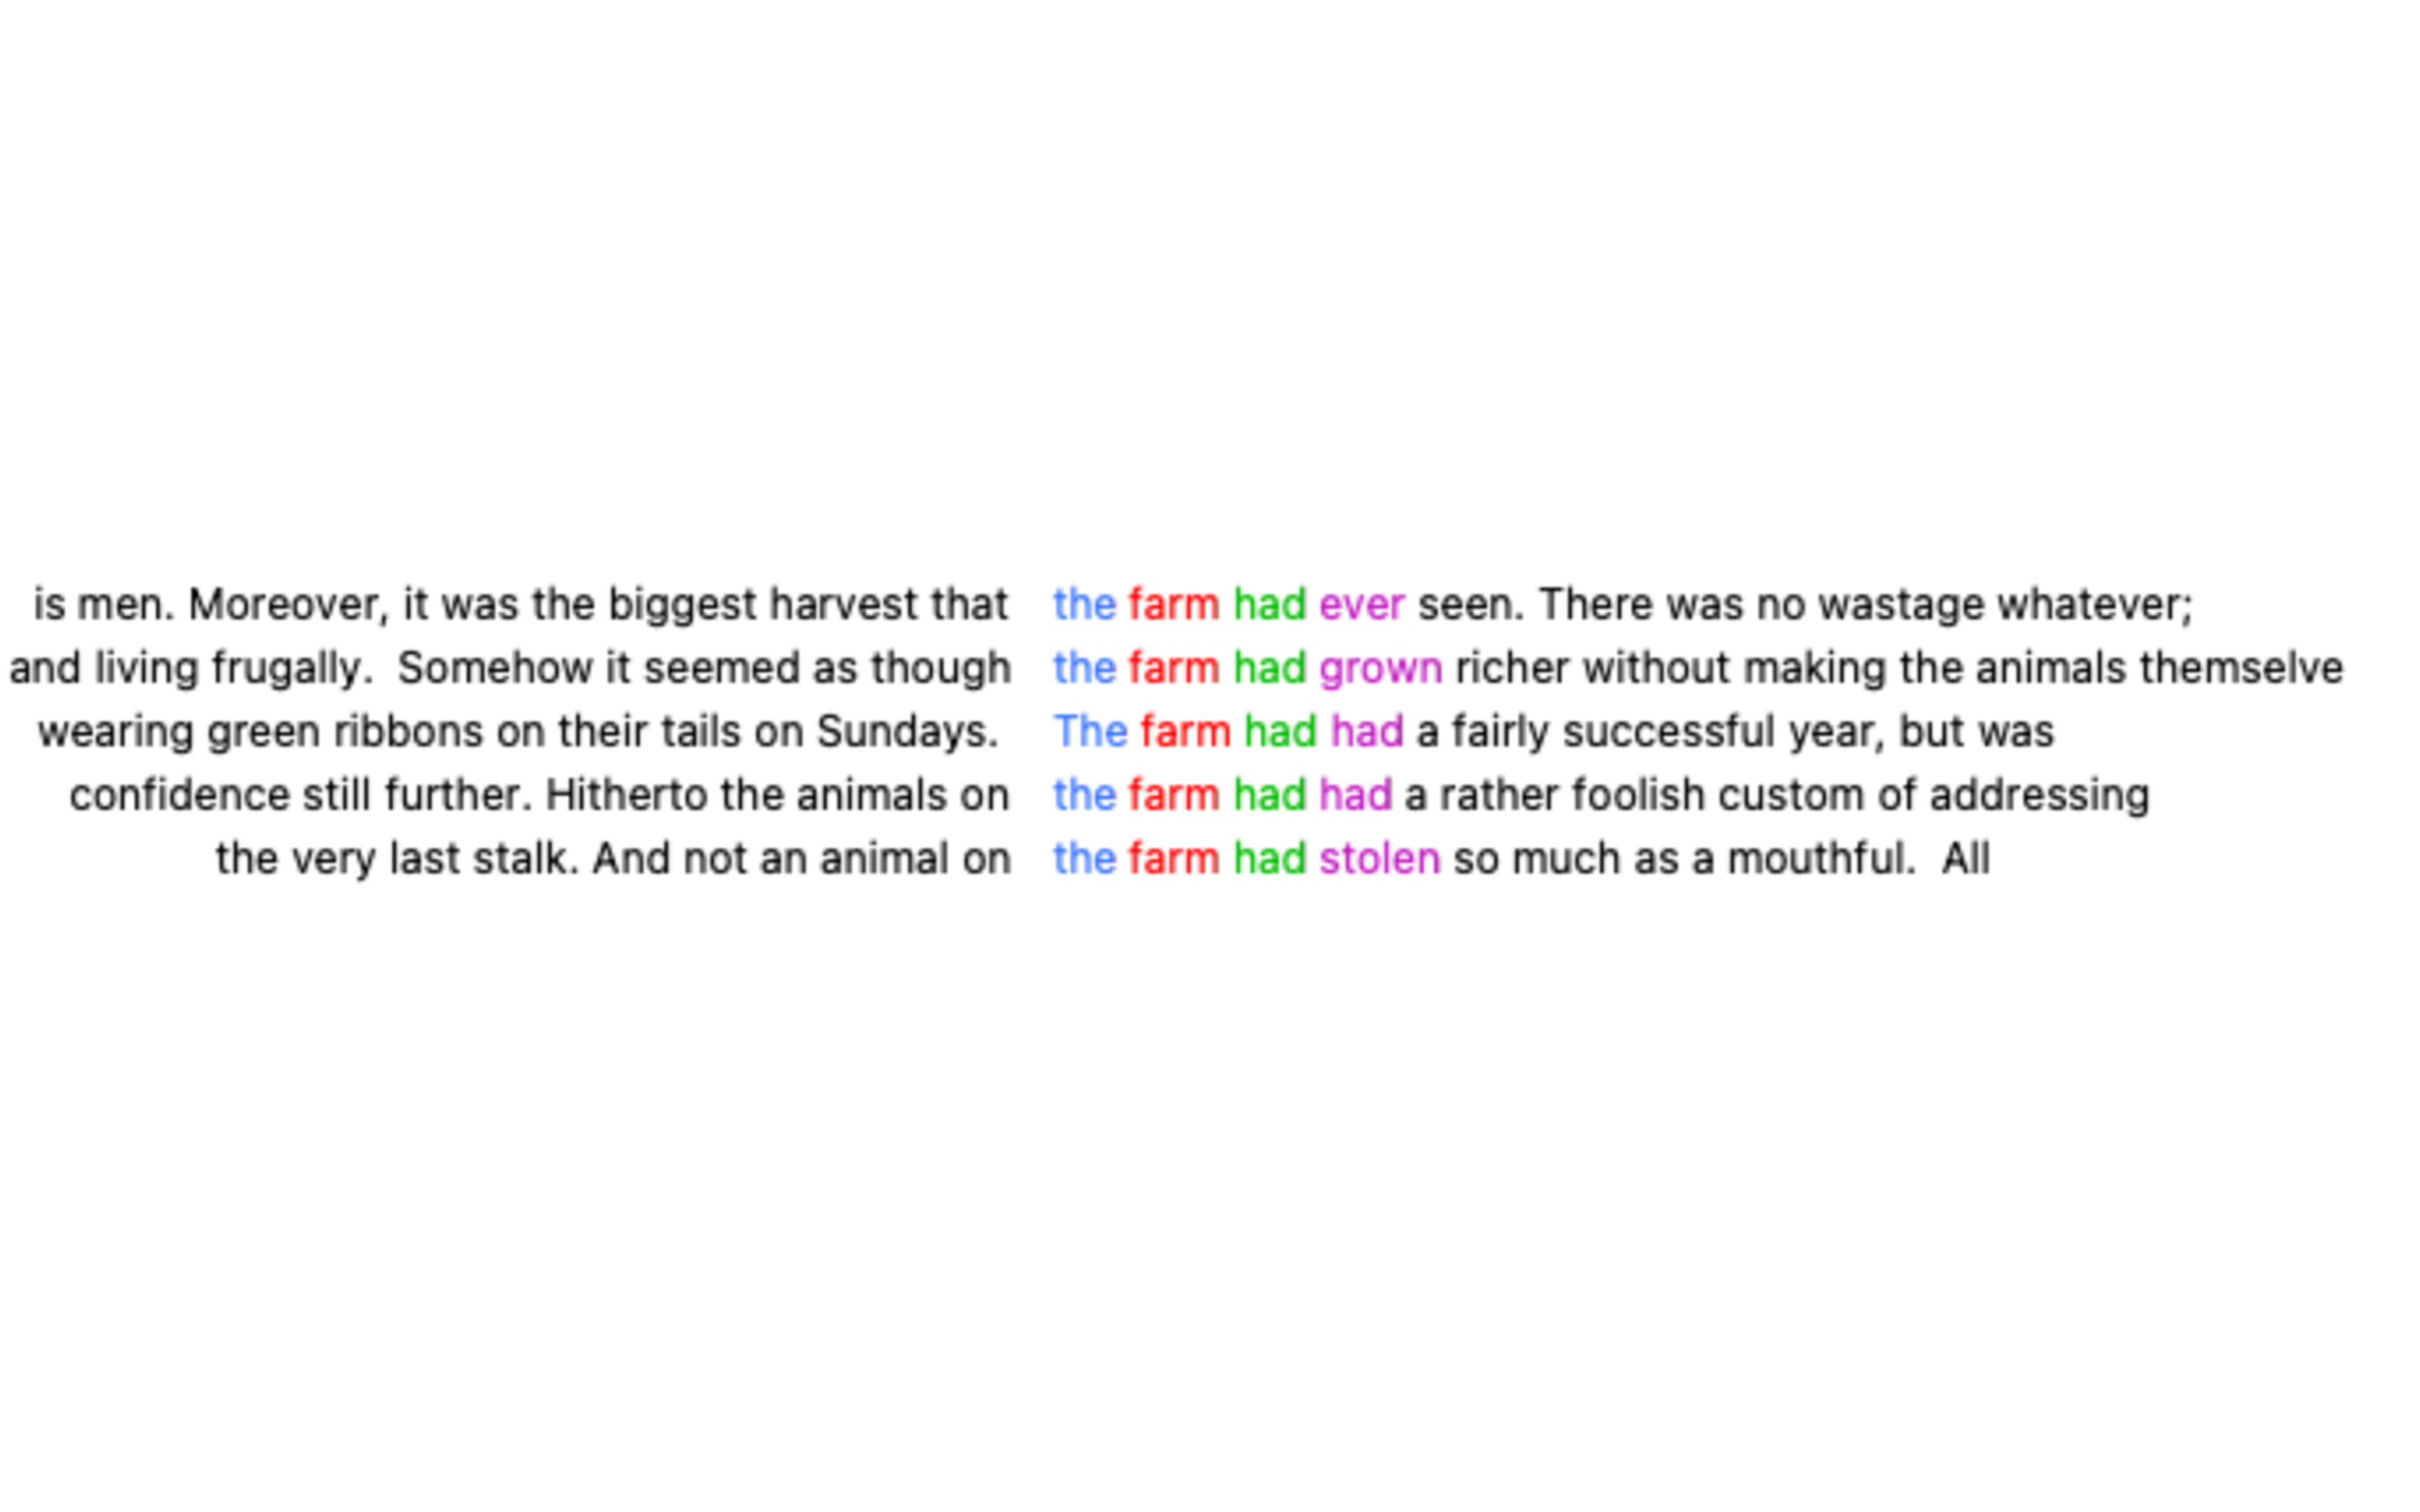 is men. Moreover, it was the biggest harvest that the farm had ever seen. There was no wastage whatever;
and living frugally.  Somehow it seemed as though the farm had grown richer without making the animals themselve
wearing green ribbons on their tails on Sundays. The farm had had a fairly successful year, but was
confidence still further. Hitherto the animals on the farm had had a rather foolish custom of addressing
the very last stalk. And not an animal on the farm had stolen so much as a mouthful.  All